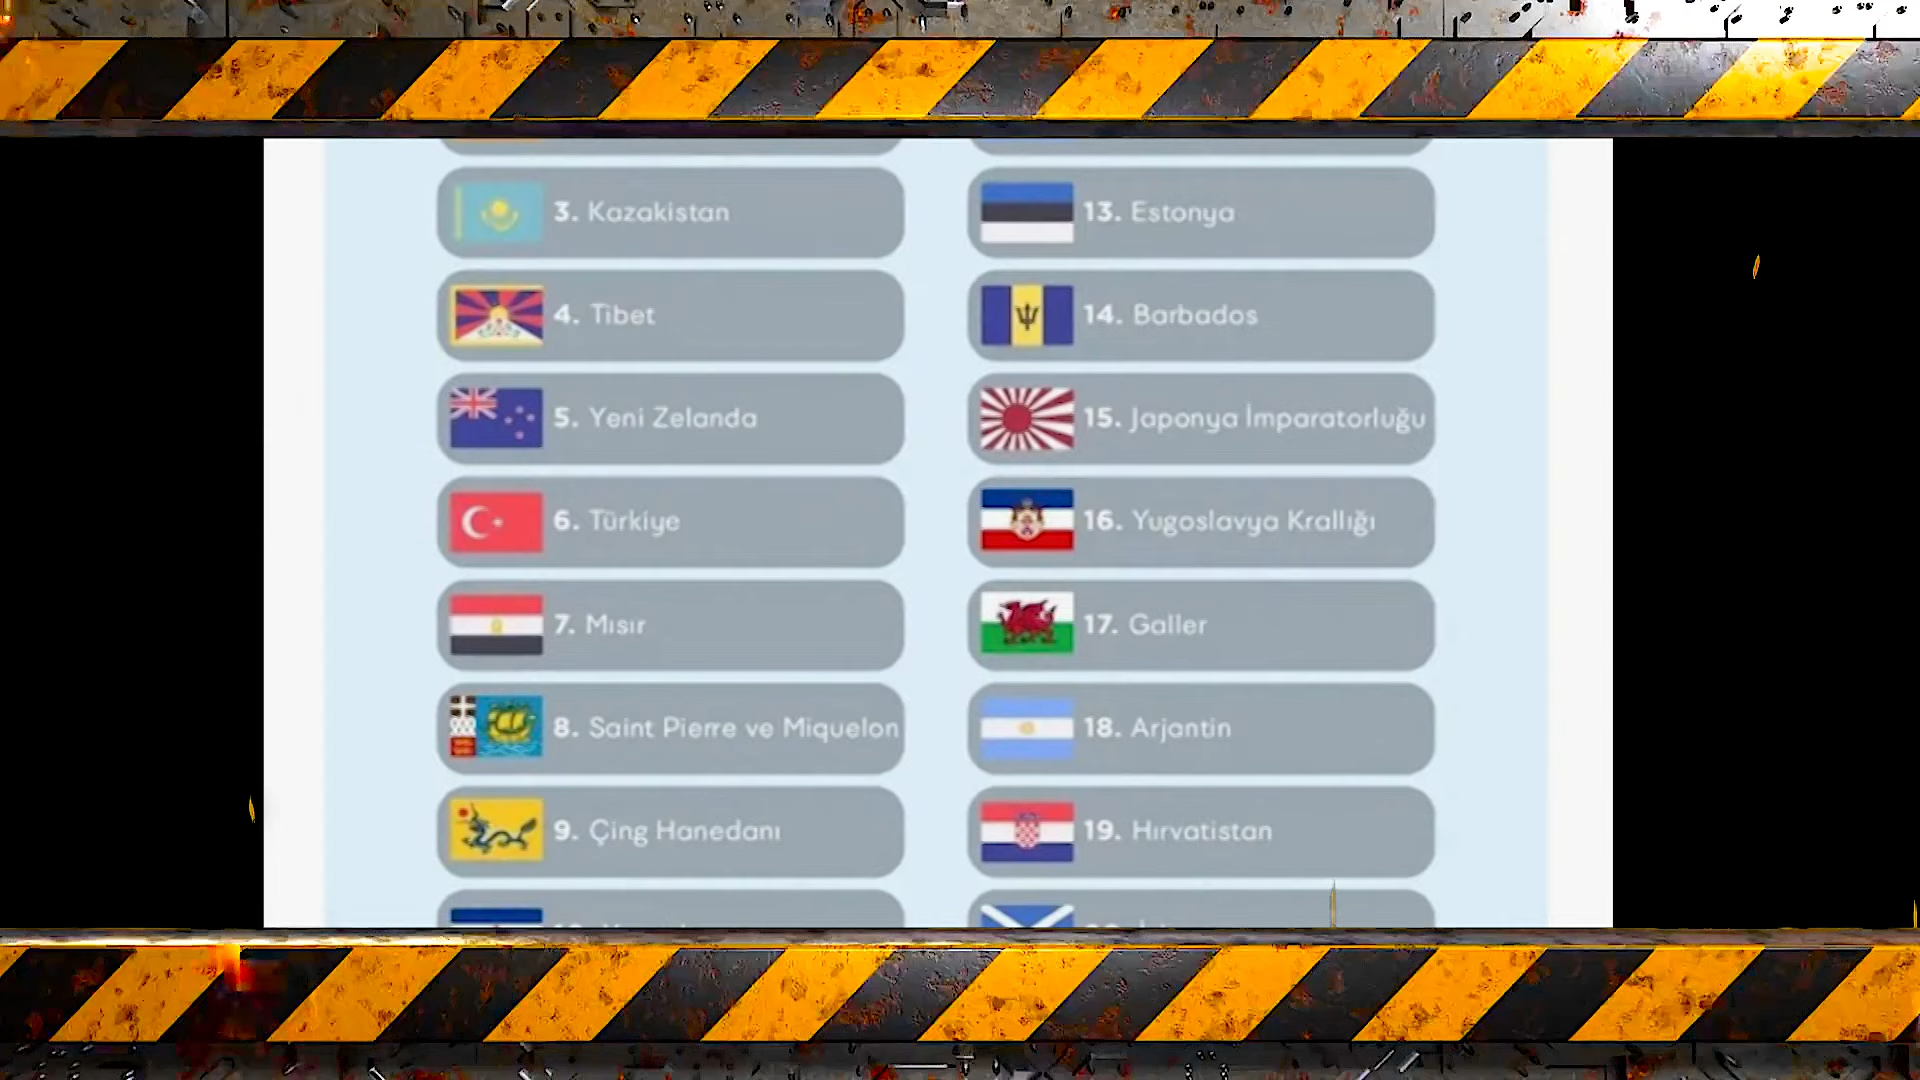 3. Kazakistan
4. Tibet
5. Yeni Zelanda
6. Türkiye
7. Mısır
8. Saint Pierre ve Miquelon
9. Çing Hanedanı
13. Estonya
14. Barbados
15. Japonya İmparatorluğu
16. Yugoslavya Krallığı
17. Galler
18. Arjantin
19. Hırvatistan